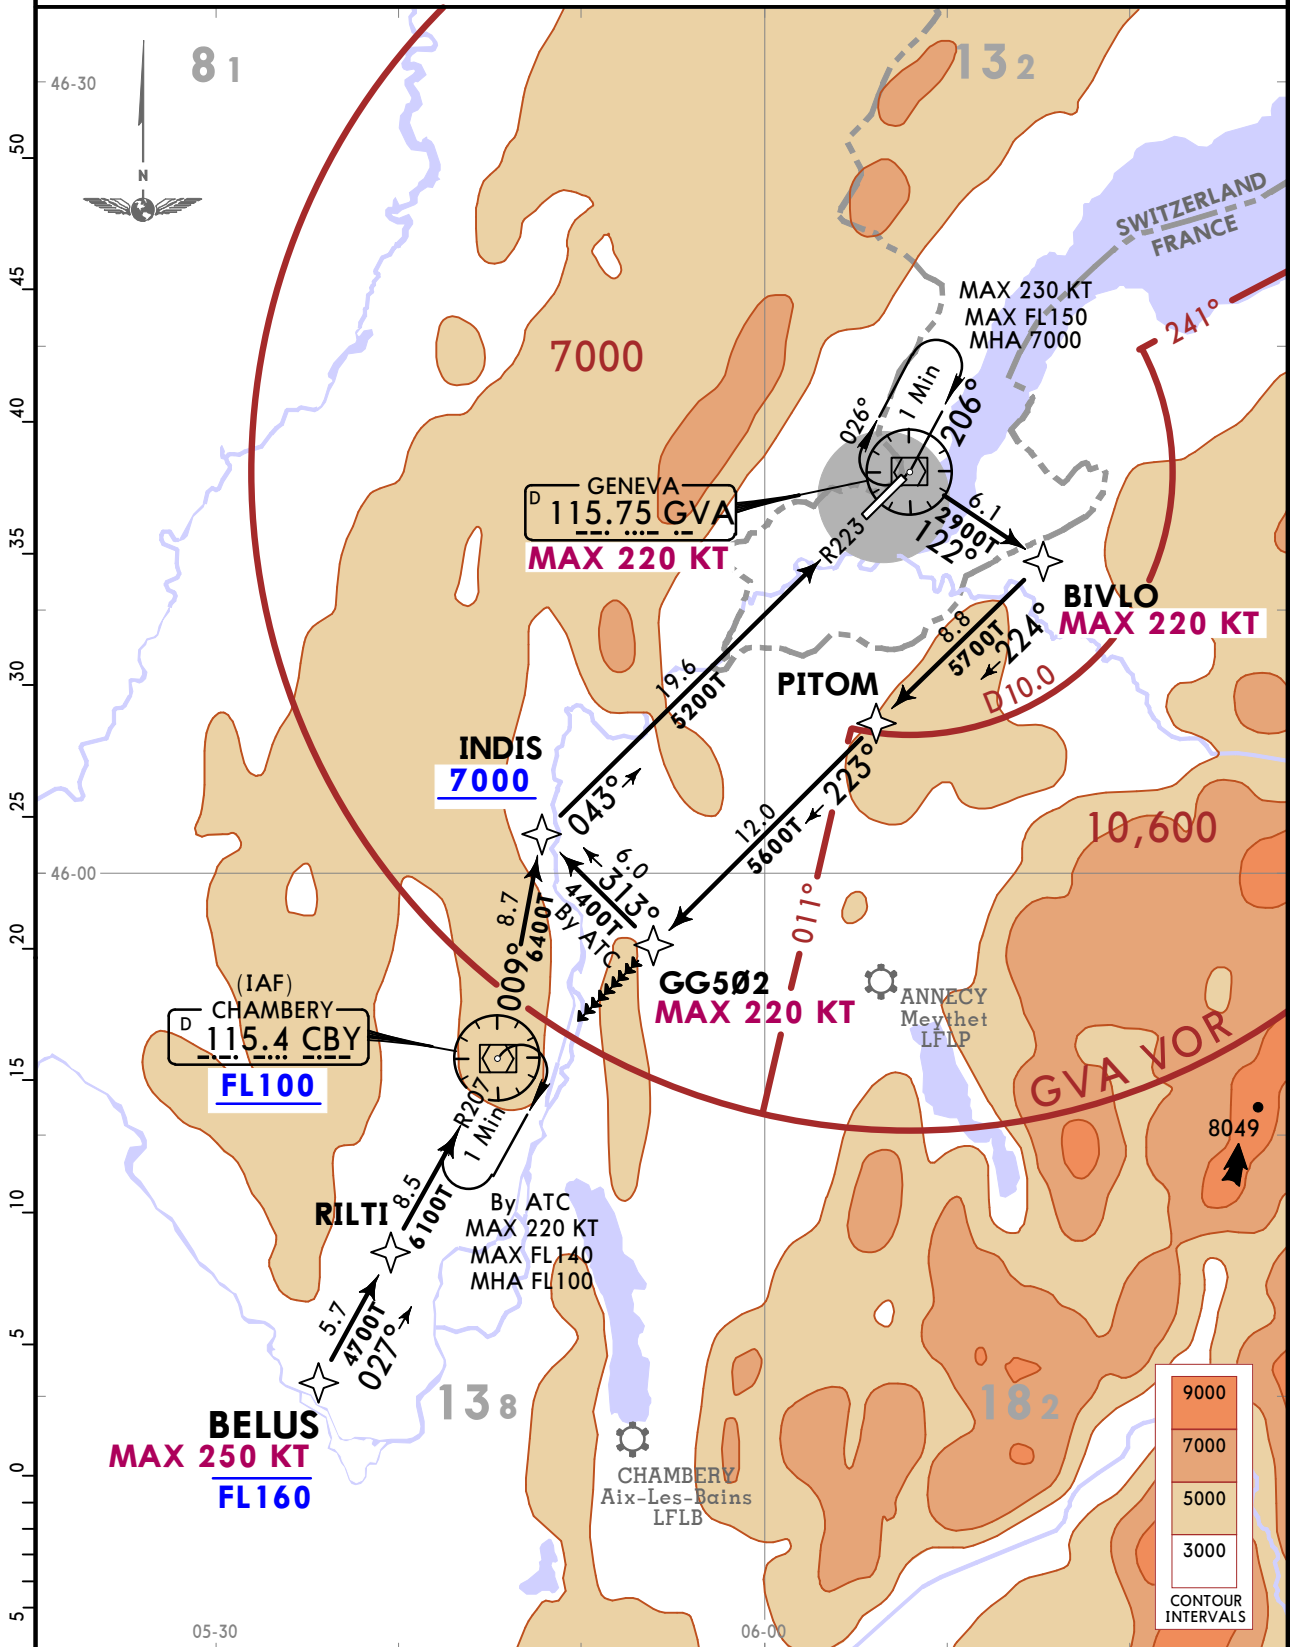 8 1
13 2
46-30
N
50
SWITZERLAND
FRANCE
45
MAX 230 KT
MAX FL150
MHA 7000
241°
7000
1 Min
026°
206°
40
GENEVA
D 115.75 GVA
MAX 220 KT
R223
6.1
2900T
122°
35
BIVLO
MAX 220 KT
8.8
5700T
224°
19.6
5200T
30
PITOM
D10.0
INDIS
7000
043°
223°
12.0
5600T
25
10,600
46-00
6.0
313°
4400T
By ATC
8.7
6400T
009°
011°
20
GG5Ø2
MAX 220 KT
(IAF)
CHAMBERY
D 115.4 CBY
FL100
ANNECY
Meythet
LFLP
GVA VOR
15
R207
1 Min
8049
10
8.5
6100T
RILTI
By ATC
MAX 220 KT
MAX FL140
MHA FL100
5
5.7
4700T
027°
BELUS
MAX 250 KT
FL160
13 8
18 2
0
CHAMBERY
Aix-Les-Bains
LFLB
9000
7000
5000
3000
CONTOUR
INTERVALS
5
05-30
06-00